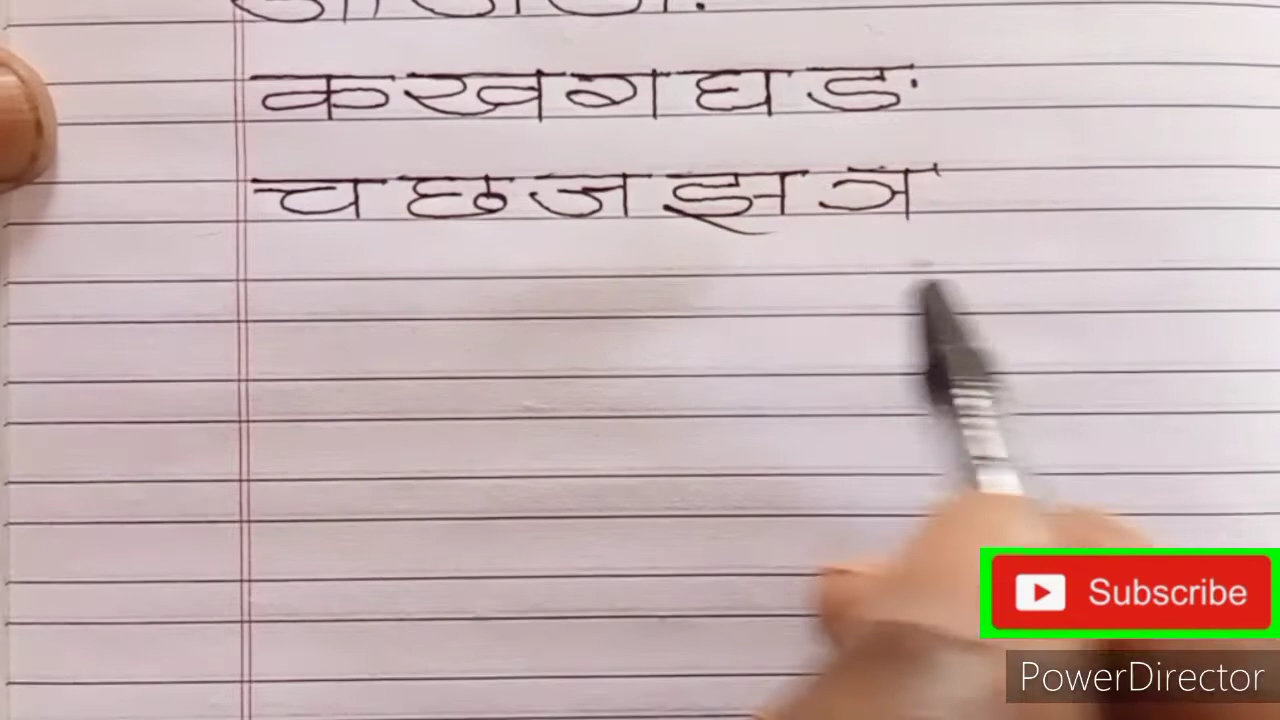 क ख ग घ ङ
च छ ज झ ञ
Subscribe
PowerDirector